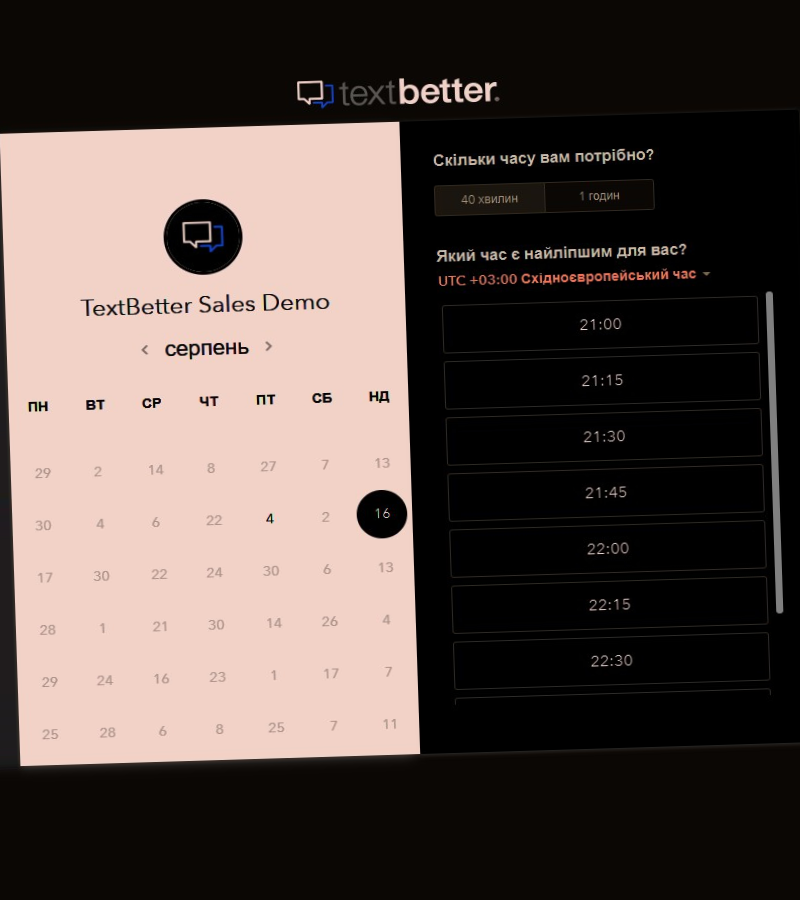 textbetter.
TextBetter Sales Demo
серпень
ПН ВТ СР ЧТ ПТ СБ НД
29 2 14 8 27 7 13
30 4 6 22 4 2 16
17 30 22 24 30 6 13
28 1 21 30 14 26 4
29 24 16 23 1 17 7
25 28 6 8 25 7 11
Скільки часу вам потрібно?
40 хвилин 1 годин
Який час є найліпшим для вас?
UTC +03:00 Східноєвропейський час
21:00
21:15
21:30
21:45
22:00
22:15
22:30